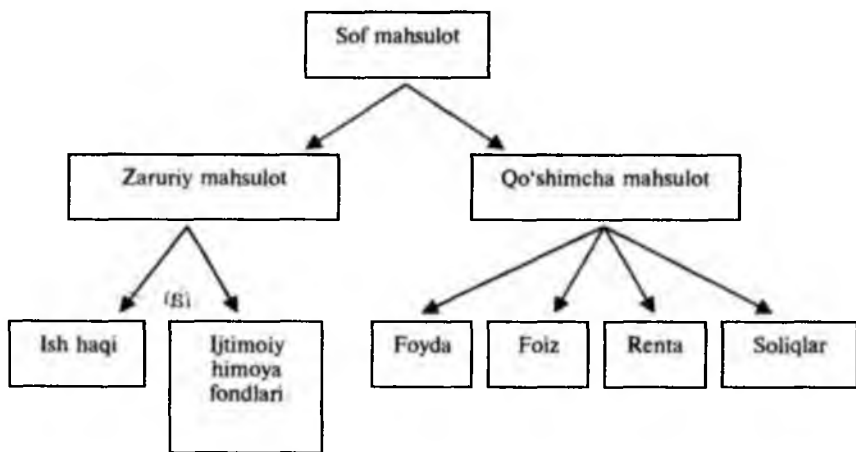 Sof mahsulot
Zaruriy mahsulot
Qo‘shimcha mahsulot
Ish haqi
Ijtimoiy
himoya
fondlari
Foyda
Foiz
Renta
Soliqlar